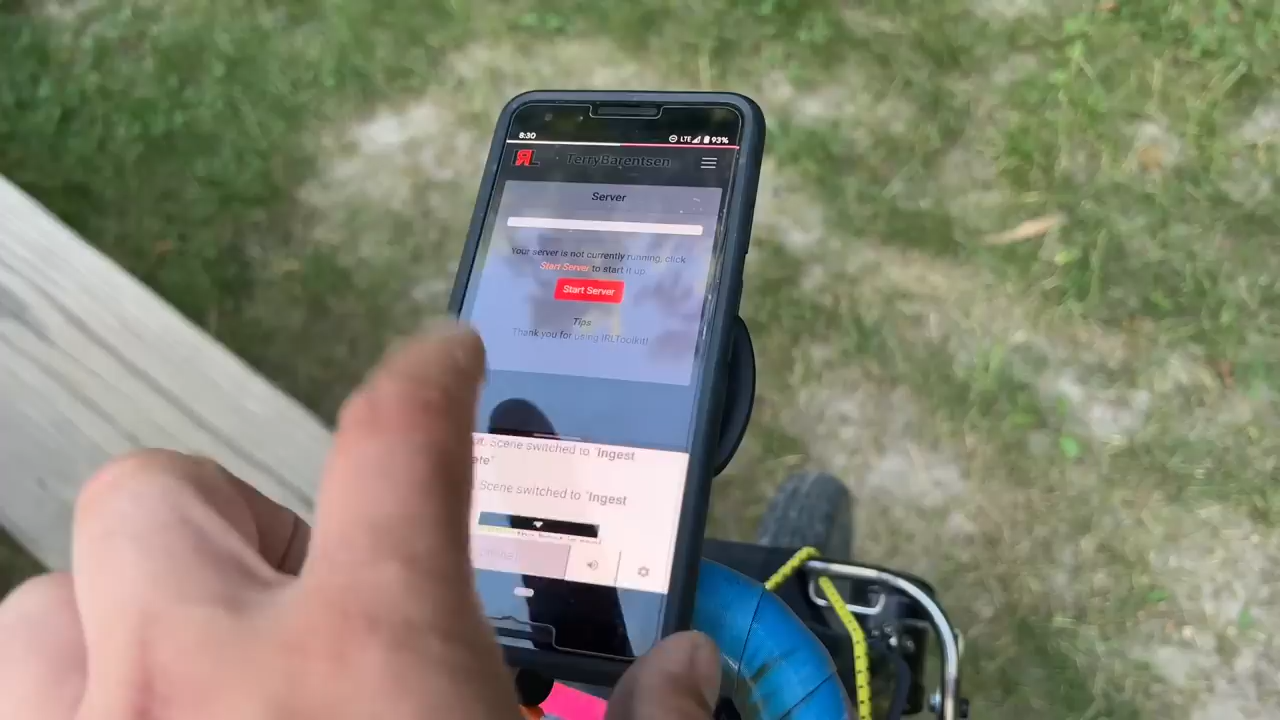 8:30 LTE 93%
IRL TerryBarentsen
Server
Your server is not currently running, click
Start Server to start it up
Start Server
Tips
Thank you for using IRLToolkit!
Scene switched to "Ingest
Scene switched to "Ingest